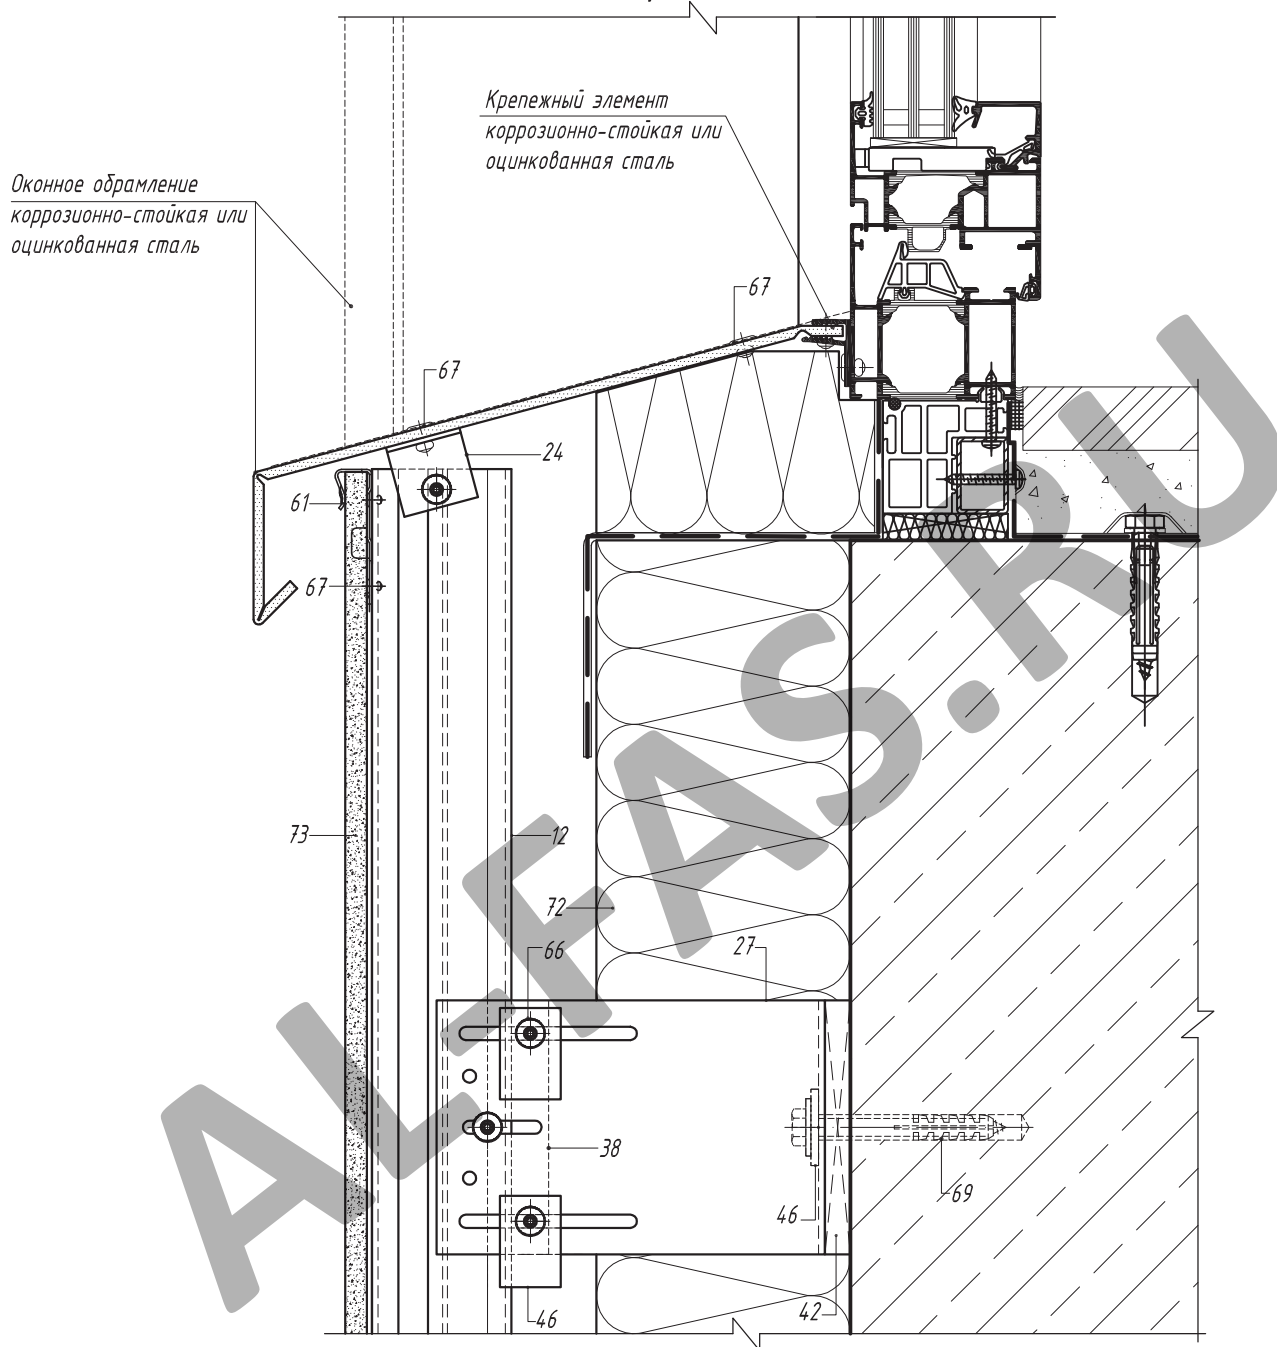 Крепежный элемент
коррозионно-стойкая или
оцинкованная сталь
Оконное обрамление
коррозионно-стойкая или
оцинкованная сталь
67
67
24
61
67
73
12
72
66
27
38
69
46
42
46
AL-FAS.RU